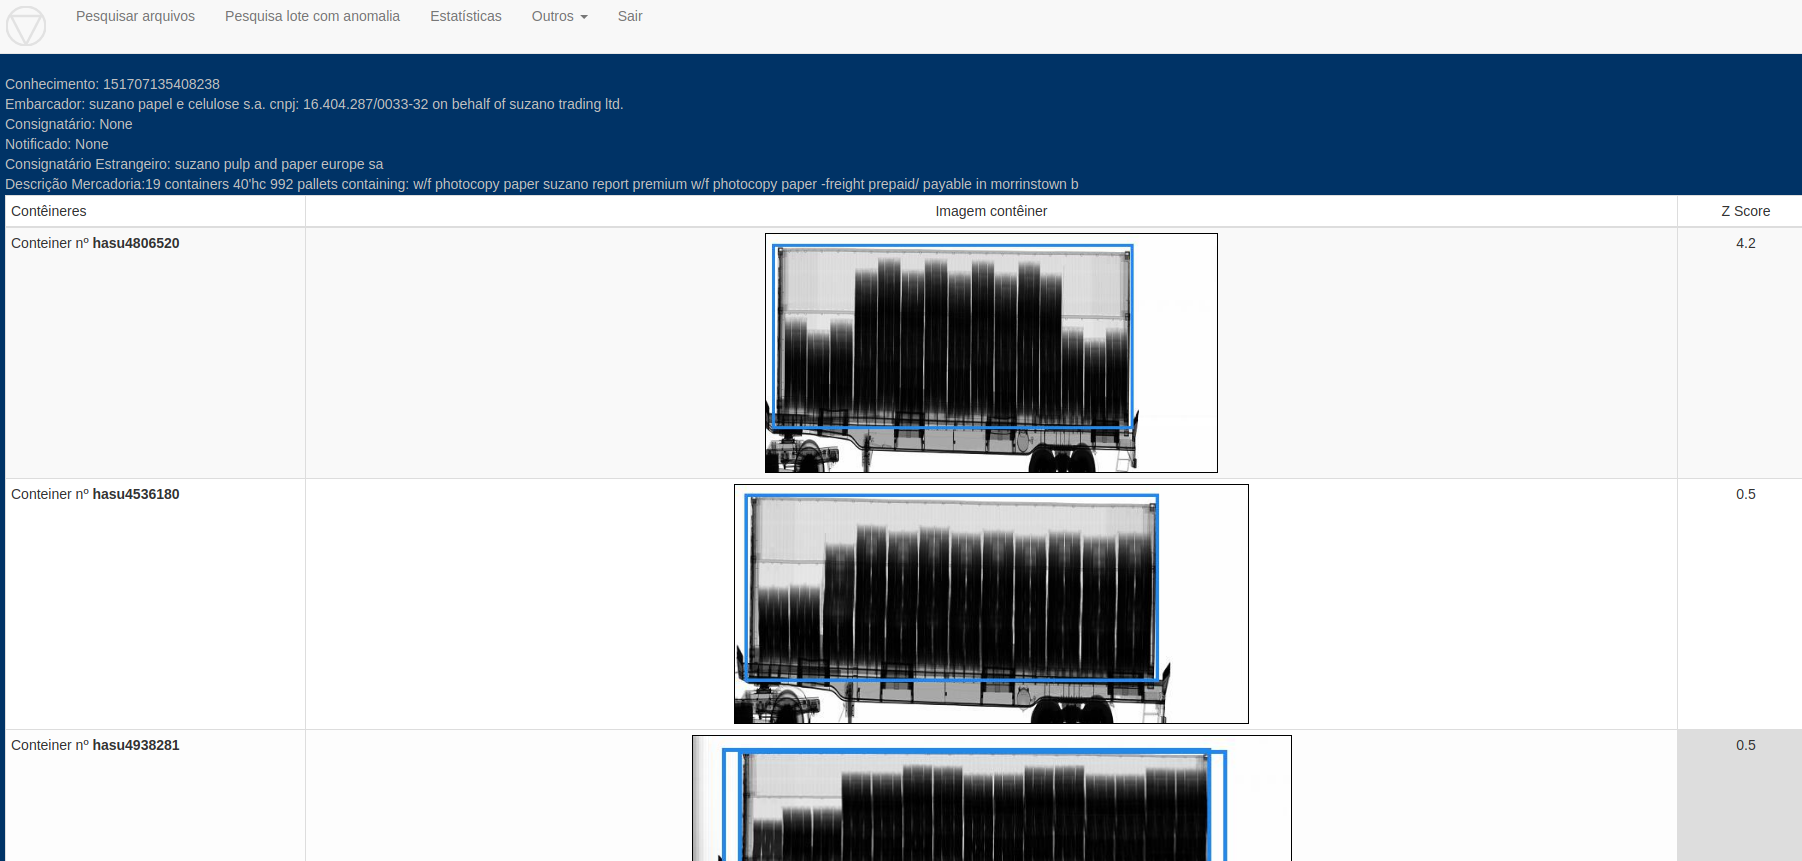 Pesquisar arquivos Pesquisa lote com anomalia Estatísticas Outros Sair
Conhecimento: 151707135408238
Embarcador: suzano papel e celulose s.a. cnpj: 16.404.287/0033-32 on behalf of suzano trading ltd.
Consignatário: None
Notificado: None
Consignatário Estrangeiro: suzano pulp and paper europe sa
Descrição Mercadoria:19 containers 40'hc 992 pallets containing: w/f photocopy paper suzano report premium w/f photocopy paper -freight prepaid/ payable in morrinstown b
Contêineres Imagem contêiner Z Score
Conteiner nº hasu4806520 4.2
Conteiner nº hasu4536180 0.5
Conteiner nº hasu4938281 0.5